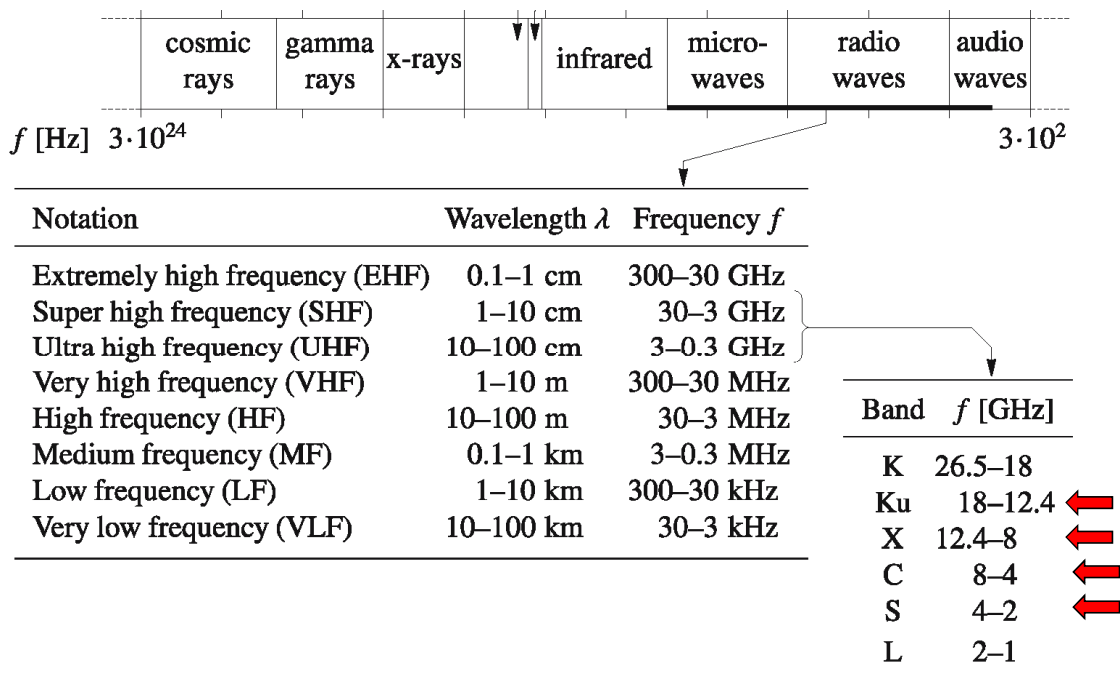 cosmic rays gamma rays x-rays infrared micro-waves radio waves audio waves
f [Hz] 3·10²⁴ 3·10²
Notation Wavelength λ Frequency f
Extremely high frequency (EHF) 0.1–1 cm 300–30 GHz
Super high frequency (SHF) 1–10 cm 30–3 GHz
Ultra high frequency (UHF) 10–100 cm 3–0.3 GHz
Very high frequency (VHF) 1–10 m 300–30 MHz
High frequency (HF) 10–100 m 30–3 MHz
Medium frequency (MF) 0.1–1 km 3–0.3 MHz
Low frequency (LF) 1–10 km 300–30 kHz
Very low frequency (VLF) 10–100 km 30–3 kHz
Band f [GHz]
K 26.5–18
Ku 18–12.4
X 12.4–8
C 8–4
S 4–2
L 2–1